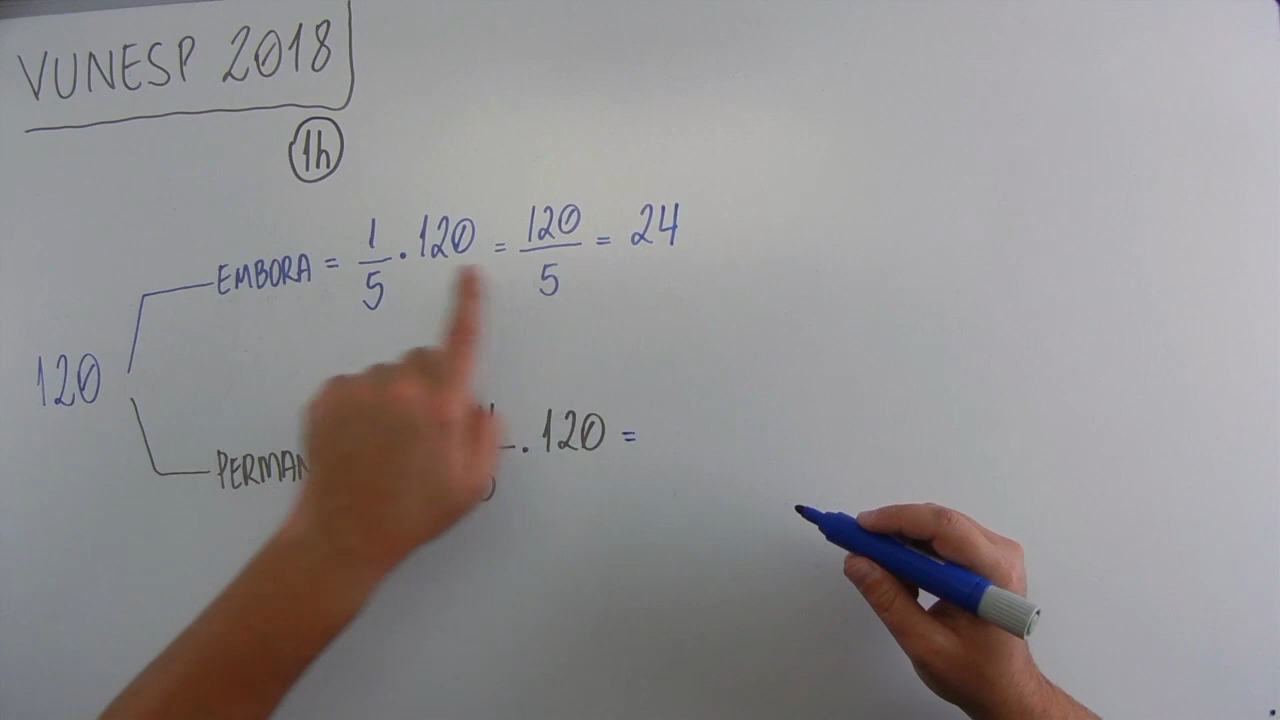 VUNESP 2018
1h
EMBORA = 1/5 . 120 = 120/5 = 24
120
. 120 =